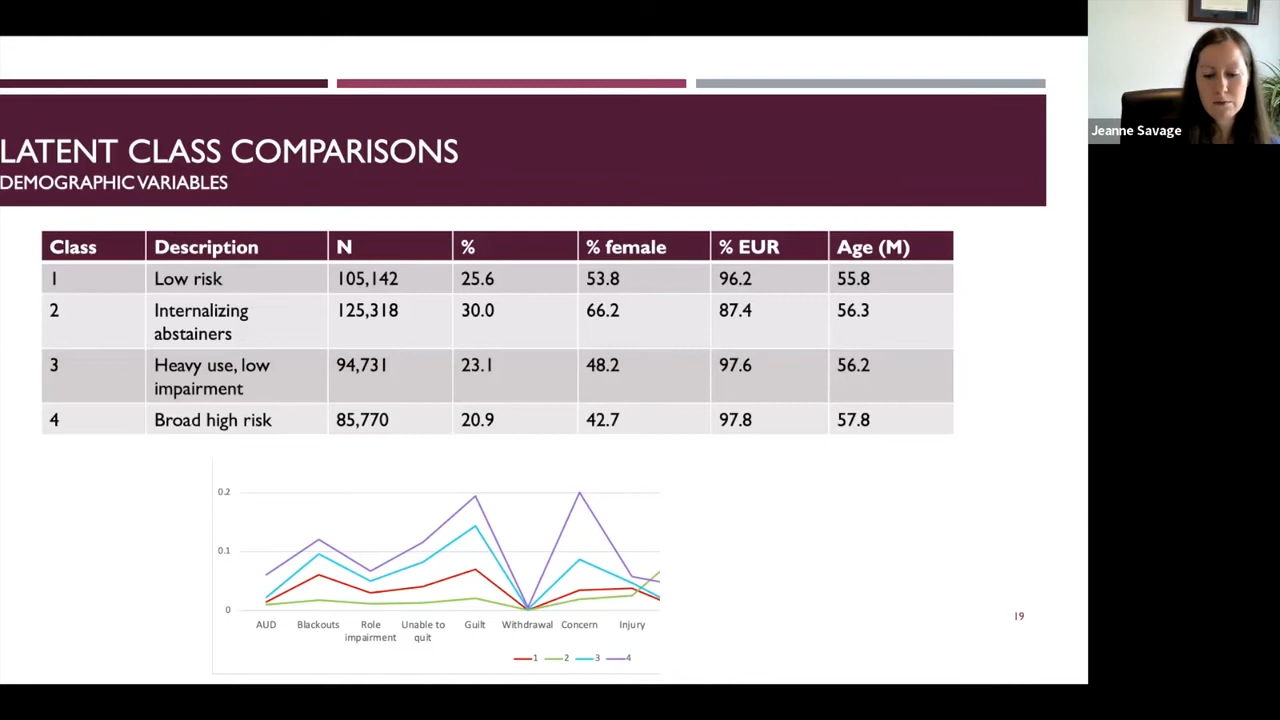 LATENT CLASS COMPARISONS
DEMOGRAPHIC VARIABLES
Jeanne Savage
Class Description N % % female % EUR Age (M)
1 Low risk 105,142 25.6 53.8 96.2 55.8
2 Internalizing abstainers 125,318 30.0 66.2 87.4 56.3
3 Heavy use, low impairment 94,731 23.1 48.2 97.6 56.2
4 Broad high risk 85,770 20.9 42.7 97.8 57.8
0.2
0.1
0
AUD Blackouts Role impairment Unable to quit Guilt Withdrawal Concern Injury
1 2 3 4
19